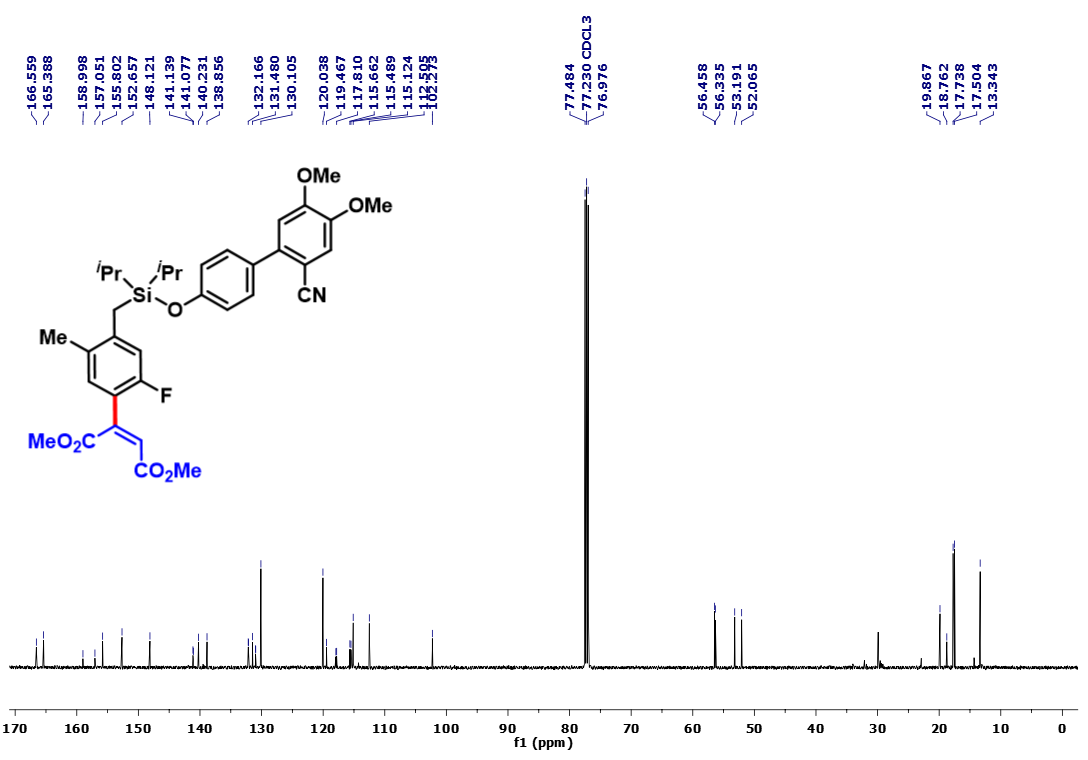 166.559
165.388
158.998
157.051
155.802
152.657
148.121
141.139
141.077
140.231
138.856
132.166
131.480
130.105
120.038
119.467
117.810
115.662
115.489
115.124
112.505
102.273
77.484
77.230 CDCL3
76.976
56.458
56.335
53.191
52.065
19.867
18.762
17.738
17.504
13.343
OMe
OMe
iPr iPr
Si
O
CN
Me
F
MeO2C
CO2Me
170 160 150 140 130 120 110 100 90 80 70 60 50 40 30 20 10 0
f1 (ppm)